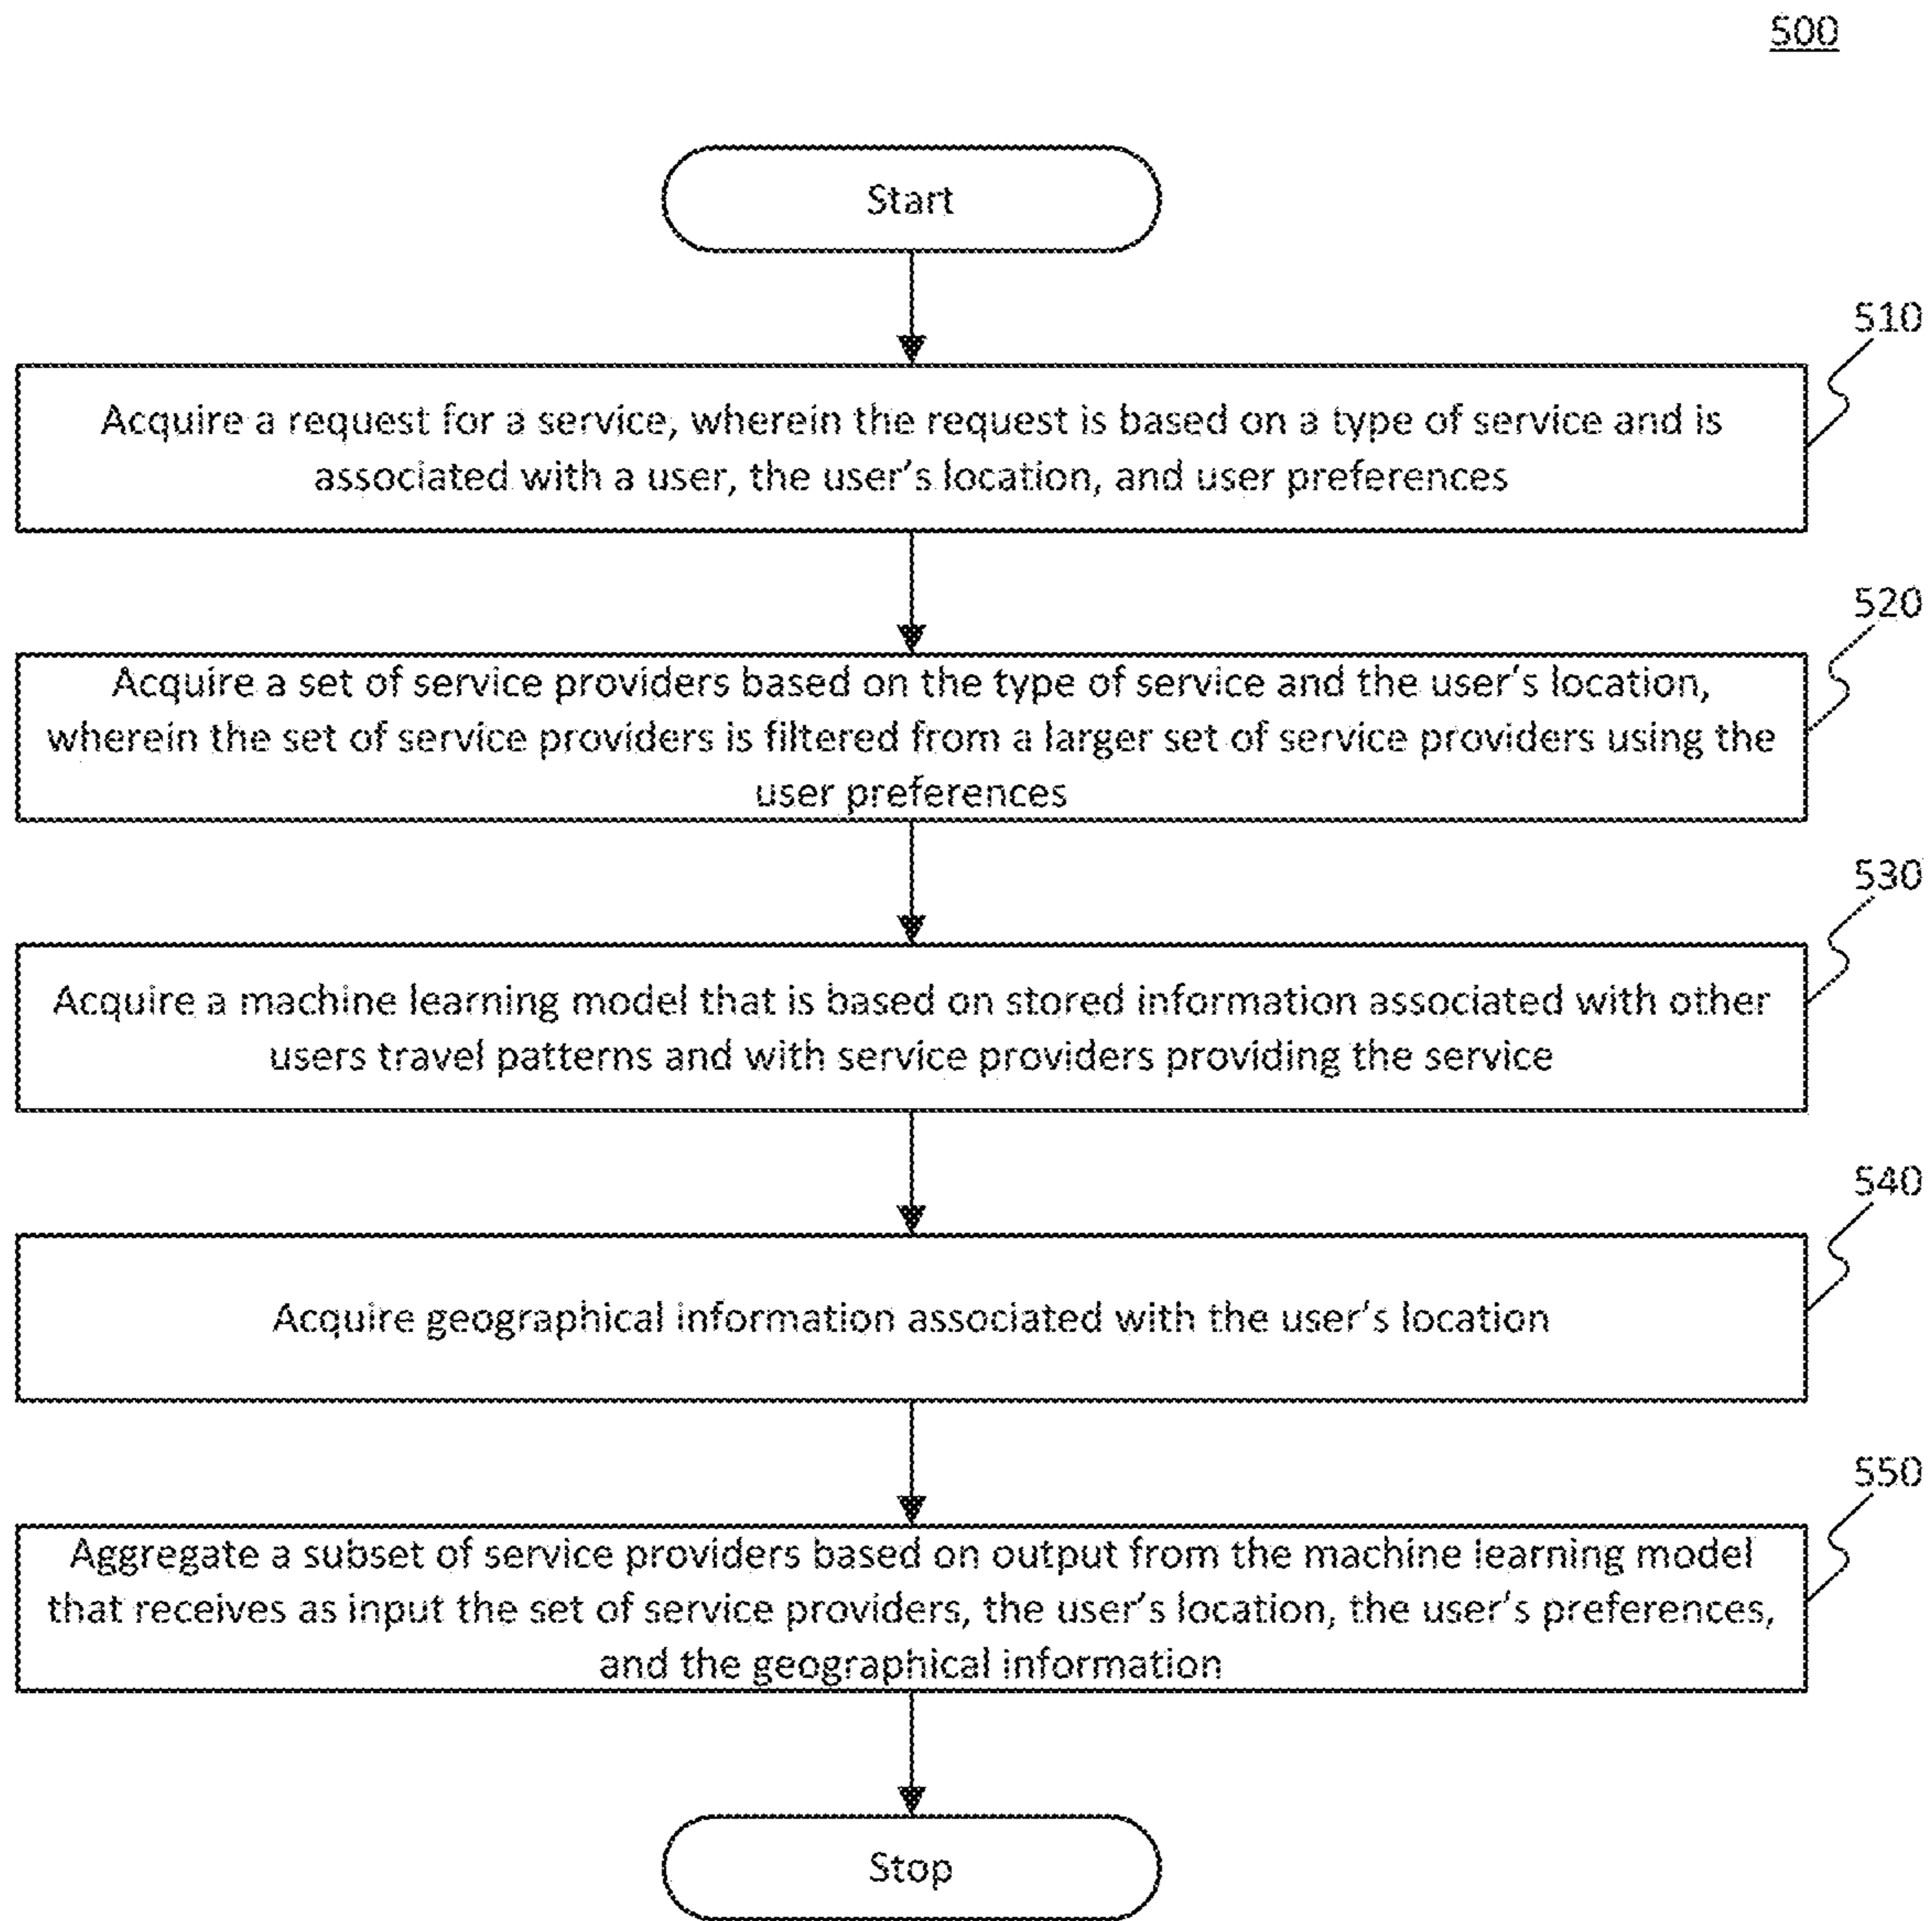 500
Start
510
Acquire a request for a service, wherein the request is based on a type of service and is
associated with a user, the user's location, and user preferences
520
Acquire a set of service providers based on the type of service and the user's location,
wherein the set of service providers is filtered from a larger set of service providers using the
user preferences
530
Acquire a machine learning model that is based on stored information associated with other
users travel patterns and with service providers providing the service
540
Acquire geographical information associated with the user's location
550
Aggregate a subset of service providers based on output from the machine learning model
that receives as input the set of service providers, the user's location, the user's preferences,
and the geographical information
Stop